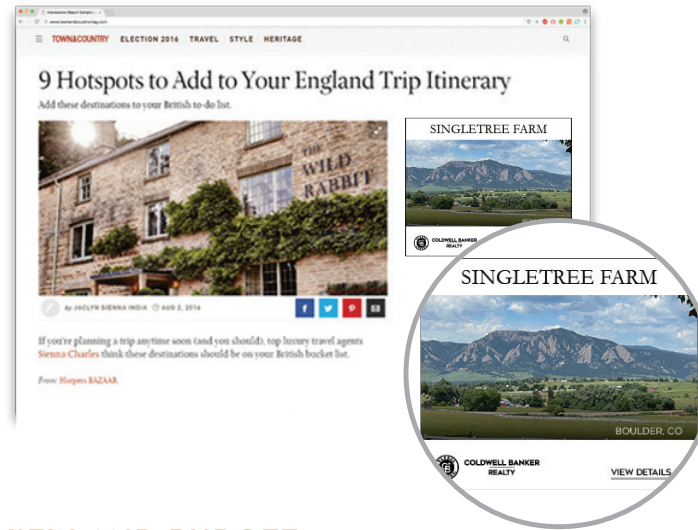 www.townandcountrymag.com
TOWN&COUNTRY ELECTION 2016 TRAVEL STYLE HERITAGE
9 Hotspots to Add to Your England Trip Itinerary
Add these destinations to your British to-do list.
THE
WILD
RABBIT
by JACLYN SIENNA INDIA AUG 2, 2016
If you're planning a trip anytime soon (and you should), top luxury travel agents
Sienna Charles think these destinations should be on your British bucket list.
From: Harpers BAZAAR
SINGLETREE FARM
COLDWELL BANKER
REALTY
SINGLETREE FARM
BOULDER, CO
COLDWELL BANKER
REALTY
VIEW DETAILS